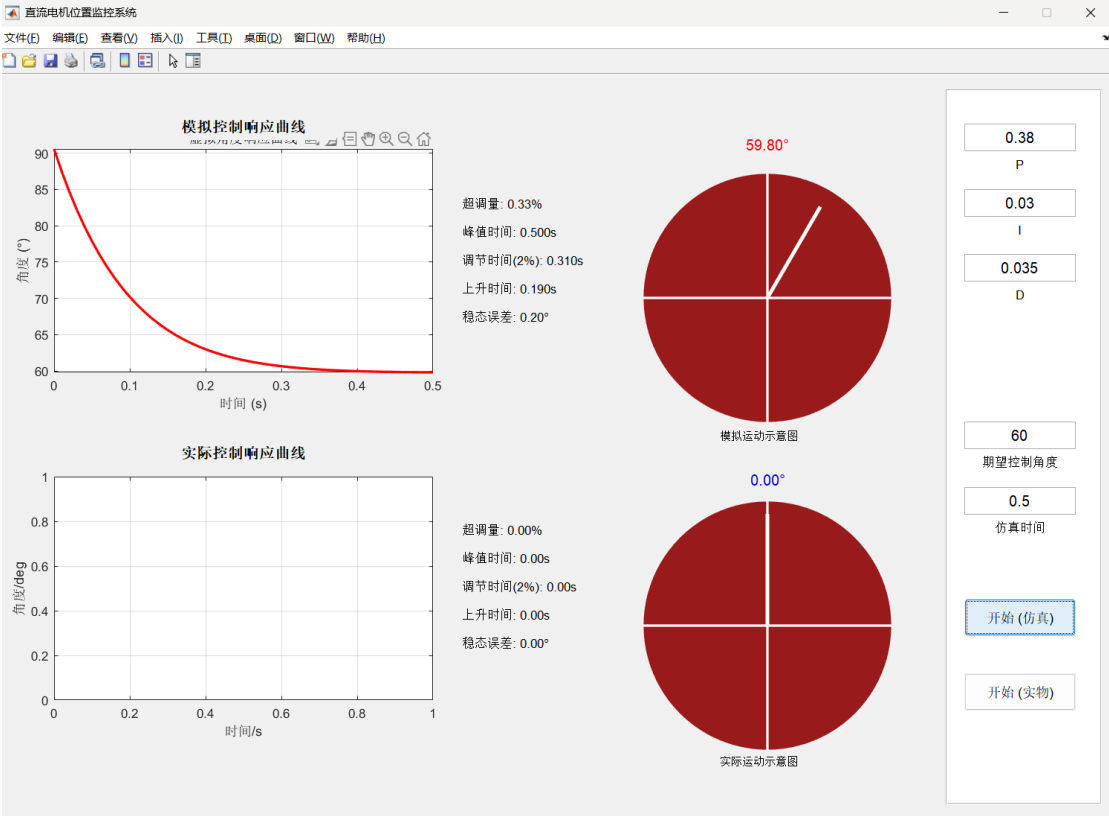 直流电机位置监控系统
文件(F) 编辑(E) 查看(V) 插入(I) 工具(T) 桌面(D) 窗口(W) 帮助(H)
模拟控制响应曲线
90
85
80
75
70
65
60
角度 (°)
0 0.1 0.2 0.3 0.4 0.5
时间 (s)
超调量: 0.33%
峰值时间: 0.500s
调节时间(2%): 0.310s
上升时间: 0.190s
稳态误差: 0.20°
59.80°
模拟运动示意图
实际控制响应曲线
1
0.8
0.6
0.4
0.2
0
角度/deg
0 0.2 0.4 0.6 0.8 1
时间/s
超调量: 0.00%
峰值时间: 0.00s
调节时间(2%): 0.00s
上升时间: 0.00s
稳态误差: 0.00°
0.00°
实际运动示意图
0.38
P
0.03
I
0.035
D
60
期望控制角度
0.5
仿真时间
开始 (仿真)
开始 (实物)